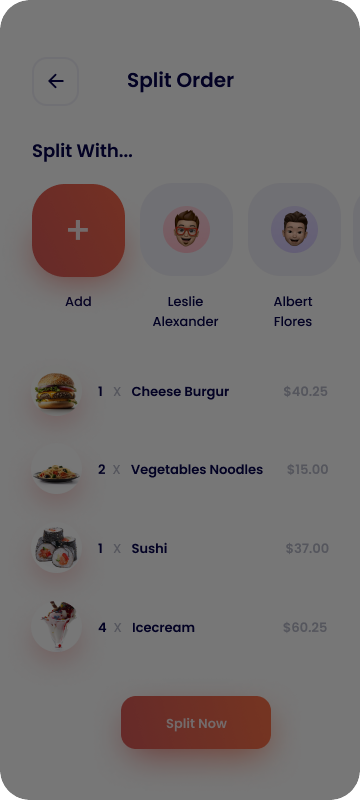 Split Order
Split With...
Add
Leslie
Alexander
Albert
Flores
1 X Cheese Burgur $40.25
2 X Vegetables Noodles $15.00
1 X Sushi $37.00
4 X Icecream $60.25
Split Now